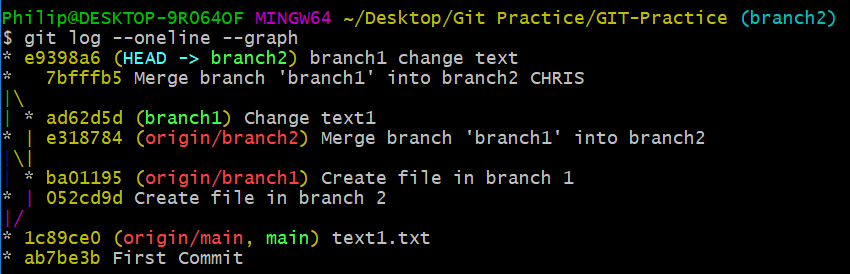 Philip@DESKTOP-9RO64OF MINGW64 ~/Desktop/Git Practice/GIT-Practice (branch2)
$ git log --oneline --graph
* e9398a6 (HEAD -> branch2) branch1 change text
*   7bfffb5 Merge branch 'branch1' into branch2 CHRIS
|\
| * ad62d5d (branch1) Change text1
* | e318784 (origin/branch2) Merge branch 'branch1' into branch2
|\|
| * ba01195 (origin/branch1) Create file in branch 1
* | 052cd9d Create file in branch 2
|/
* 1c89ce0 (origin/main, main) text1.txt
* ab7be3b First Commit